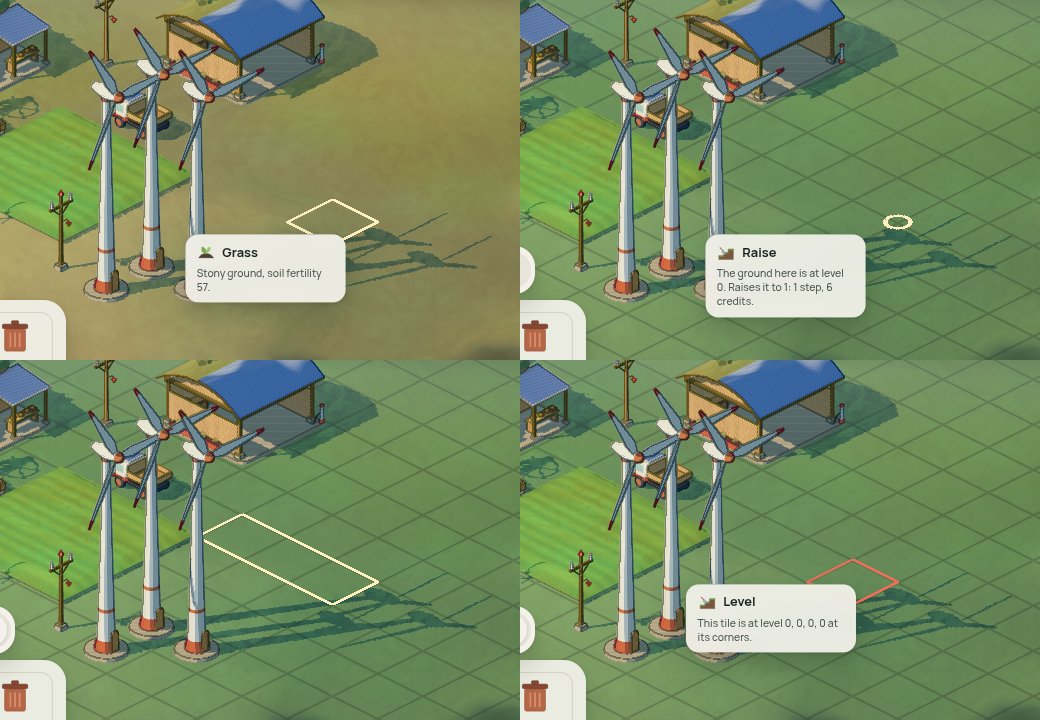 Grass
Stony ground, soil fertility
57.
Raise
The ground here is at level
0. Raises it to 1: 1 step, 6
credits.
Level
This tile is at level 0, 0, 0, 0 at
its corners.